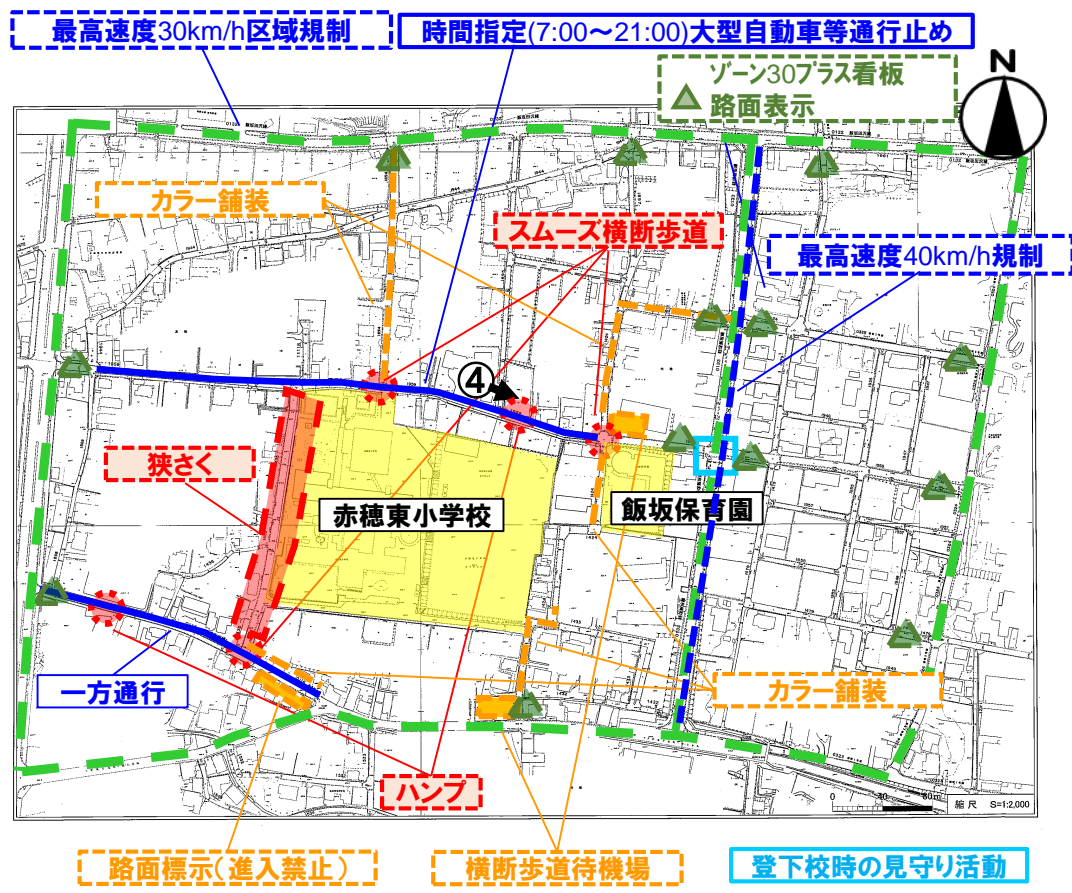 最高速度30km/h区域規制
時間指定(7:00～21:00)大型自動車等通行止め
ゾーン30プラス看板
路面表示
N
カラー舗装
スムーズ横断歩道
最高速度40km/h規制
④
狭さく
赤穂東小学校
飯坂保育園
一方通行
カラー舗装
ハンプ
0 40 80m
縮尺 S=1:2,000
路面標示(進入禁止)
横断歩道待機場
登下校時の見守り活動